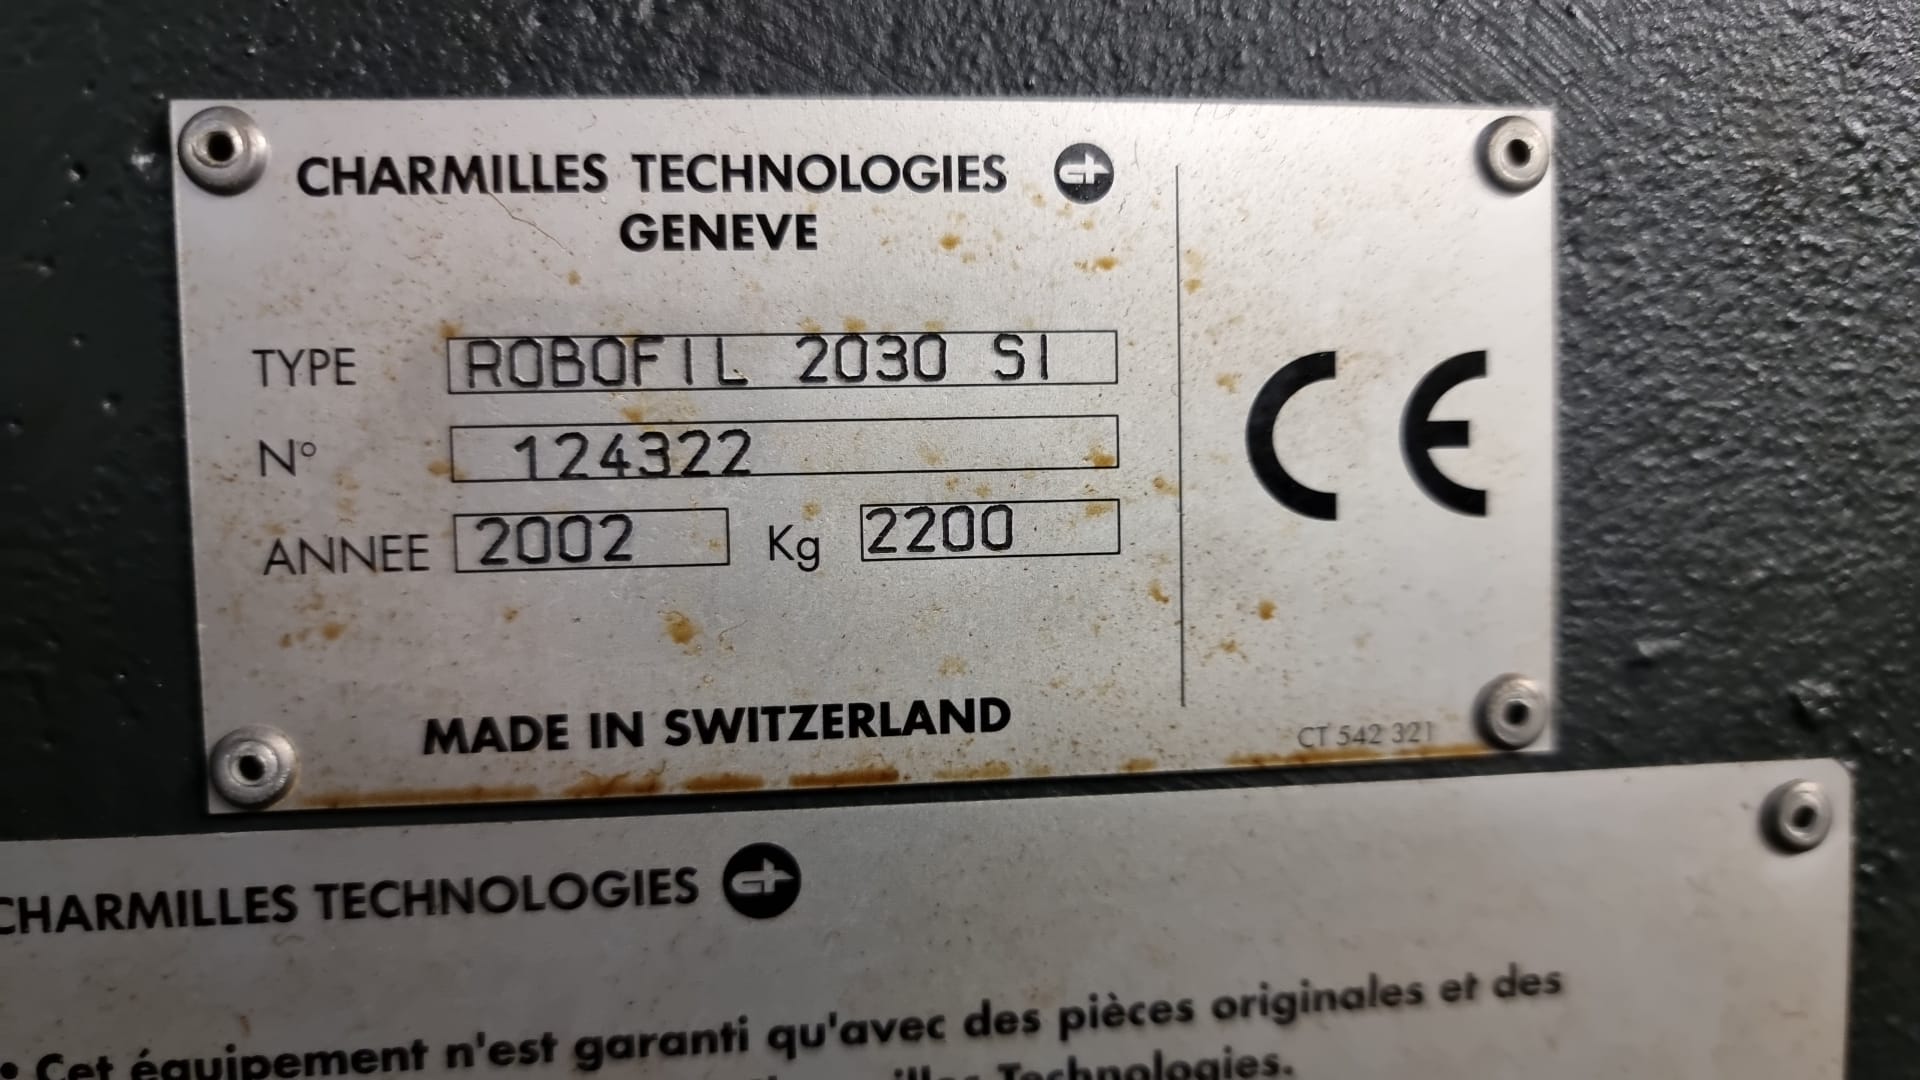 CHARMILLES TECHNOLOGIES
GENEVE
TYPE ROBOFIL 2030 SI
N° 124322
ANNEE 2002 Kg 2200
CE
MADE IN SWITZERLAND
CT 542 321
CHARMILLES TECHNOLOGIES
• Cet équipement n'est garanti qu'avec des pièces originales et des
Technologies.